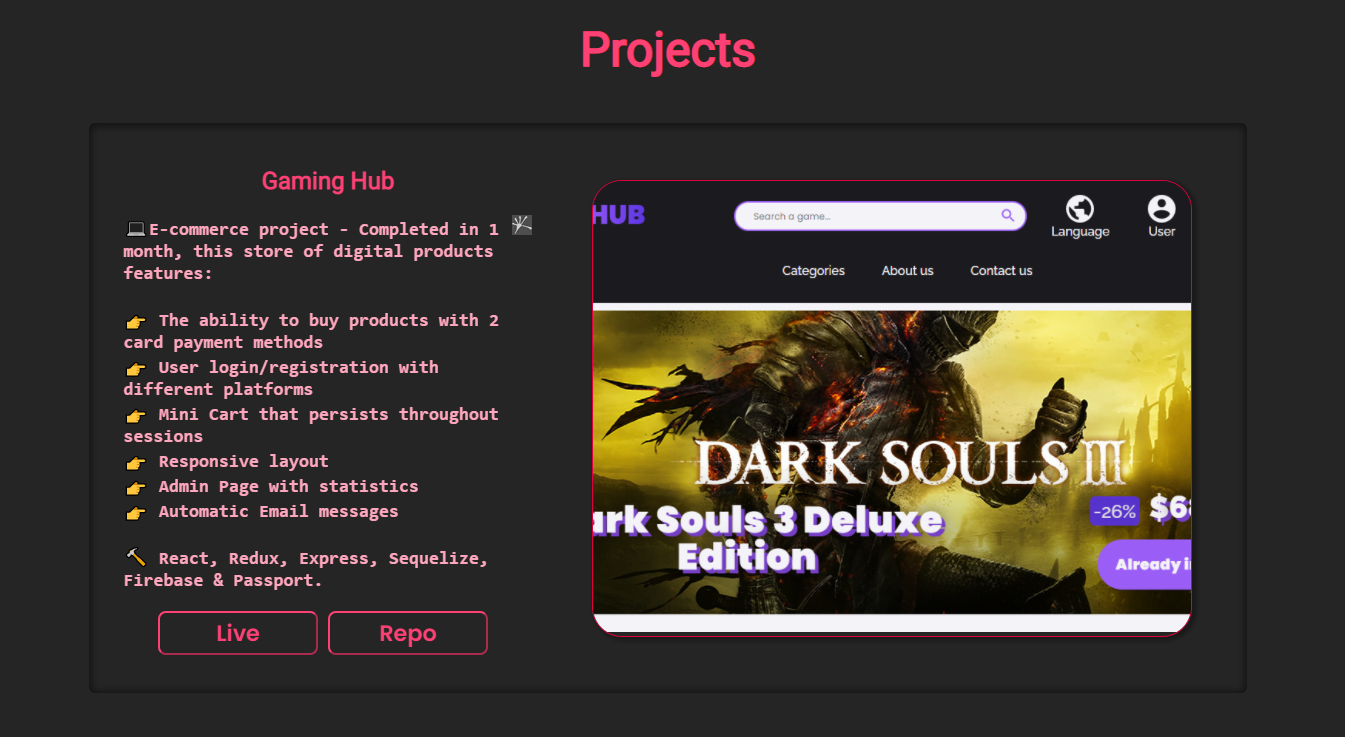 Projects
Gaming Hub
💻E-commerce project - Completed in 1
month, this store of digital products
features:
👉 The ability to buy products with 2
card payment methods
👉 User login/registration with
different platforms
👉 Mini Cart that persists throughout
sessions
👉 Responsive layout
👉 Admin Page with statistics
👉 Automatic Email messages
🔨 React, Redux, Express, Sequelize,
Firebase & Passport.
Live
Repo
HUB
Search a game...
Language
User
Categories
About us
Contact us
DARK SOULS III
ark Souls 3 Deluxe
Edition
-26%
$6
Already i